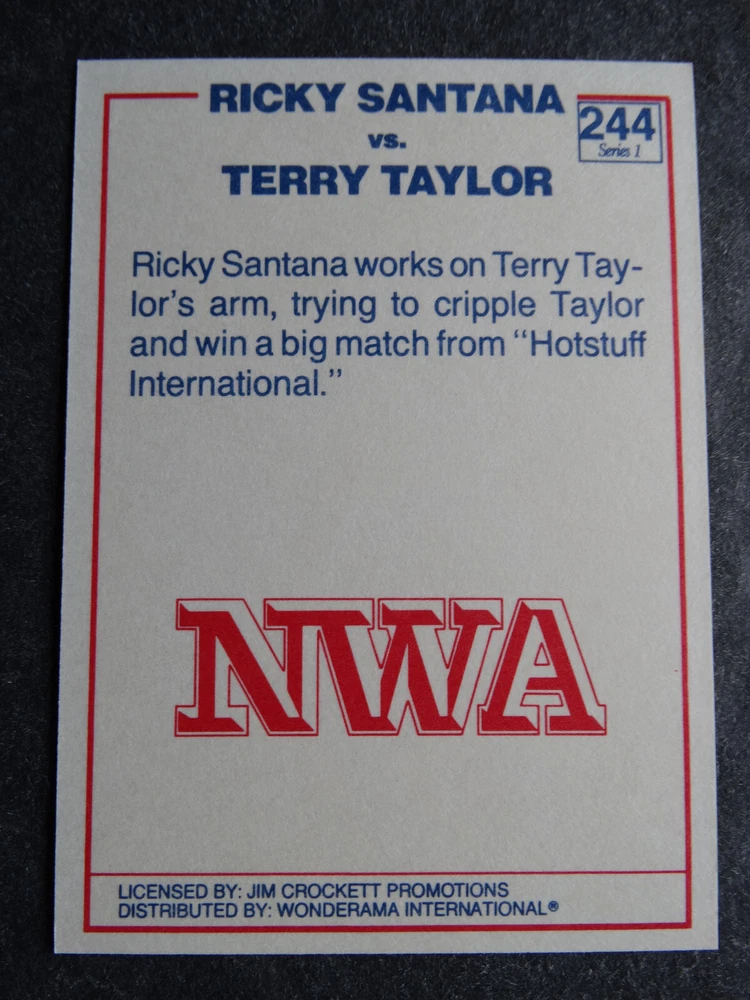 RICKY SANTANA
244
Series 1
vs.
TERRY TAYLOR
Ricky Santana works on Terry Tay-
lor's arm, trying to cripple Taylor
and win a big match from “Hotstuff
International.”
NWA
LICENSED BY: JIM CROCKETT PROMOTIONS
DISTRIBUTED BY: WONDERAMA INTERNATIONAL®